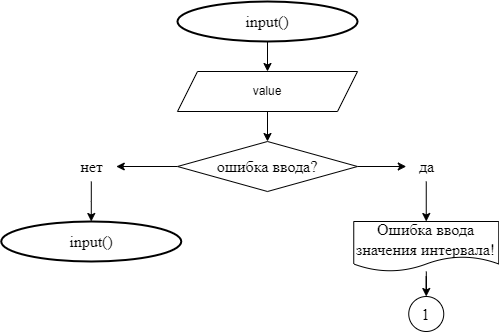 input()
value
нет
ошибка ввода?
да
input()
Ошибка ввода
значения интервала!
1